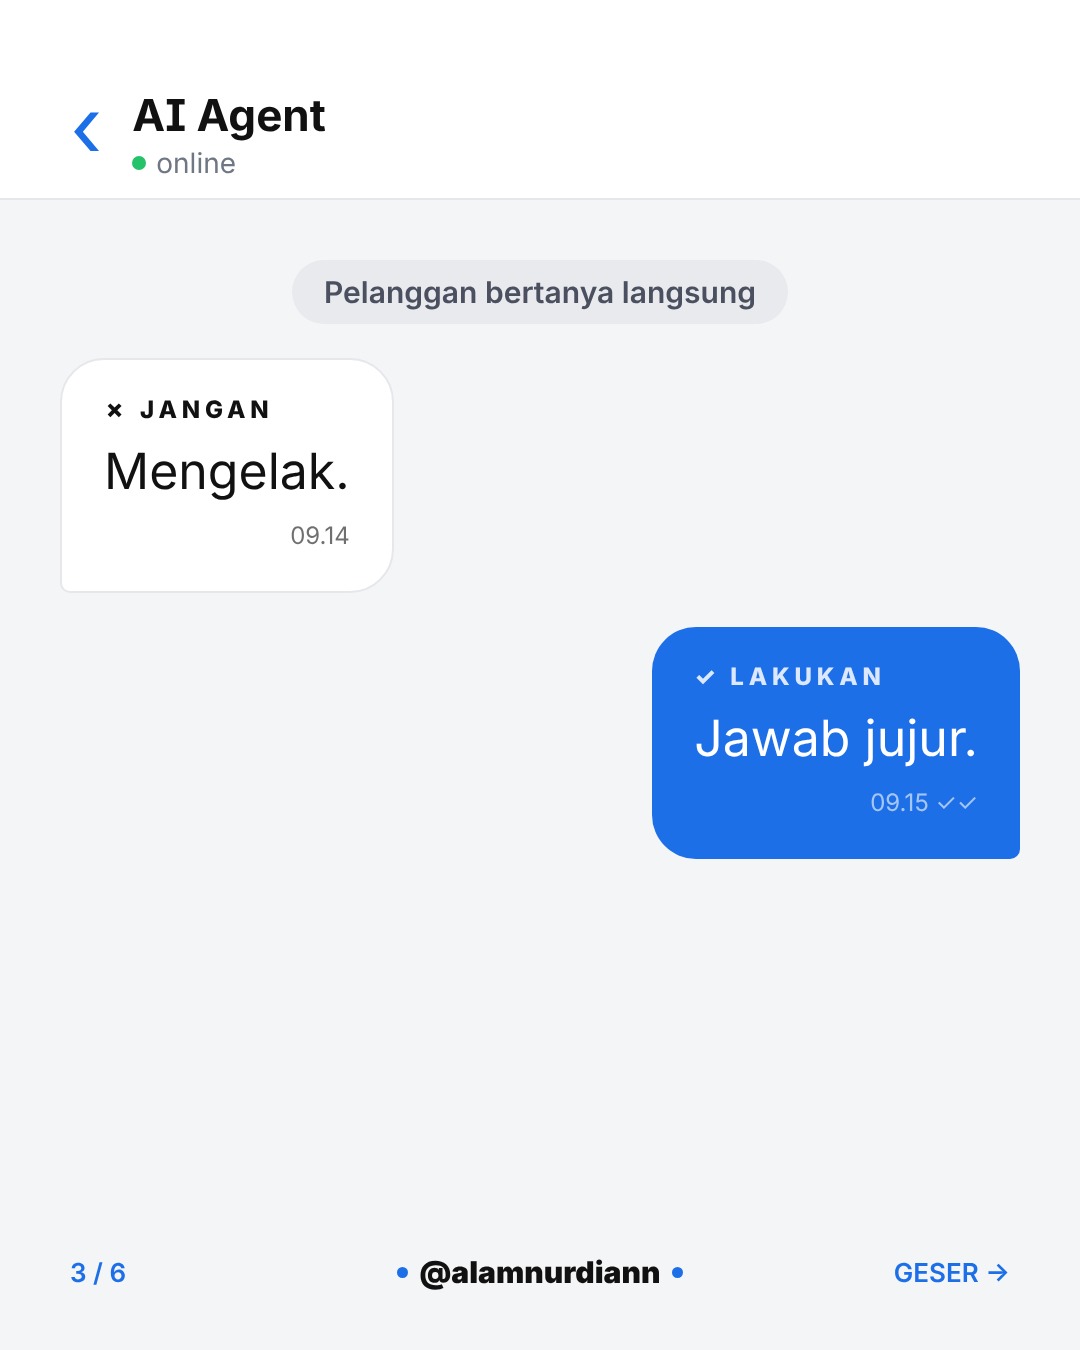 AI Agent
online
Pelanggan bertanya langsung
× JANGAN
Mengelak.
09.14
✓ LAKUKAN
Jawab jujur.
09.15 ✓✓
3 / 6
• @alamnurdiann •
GESER →